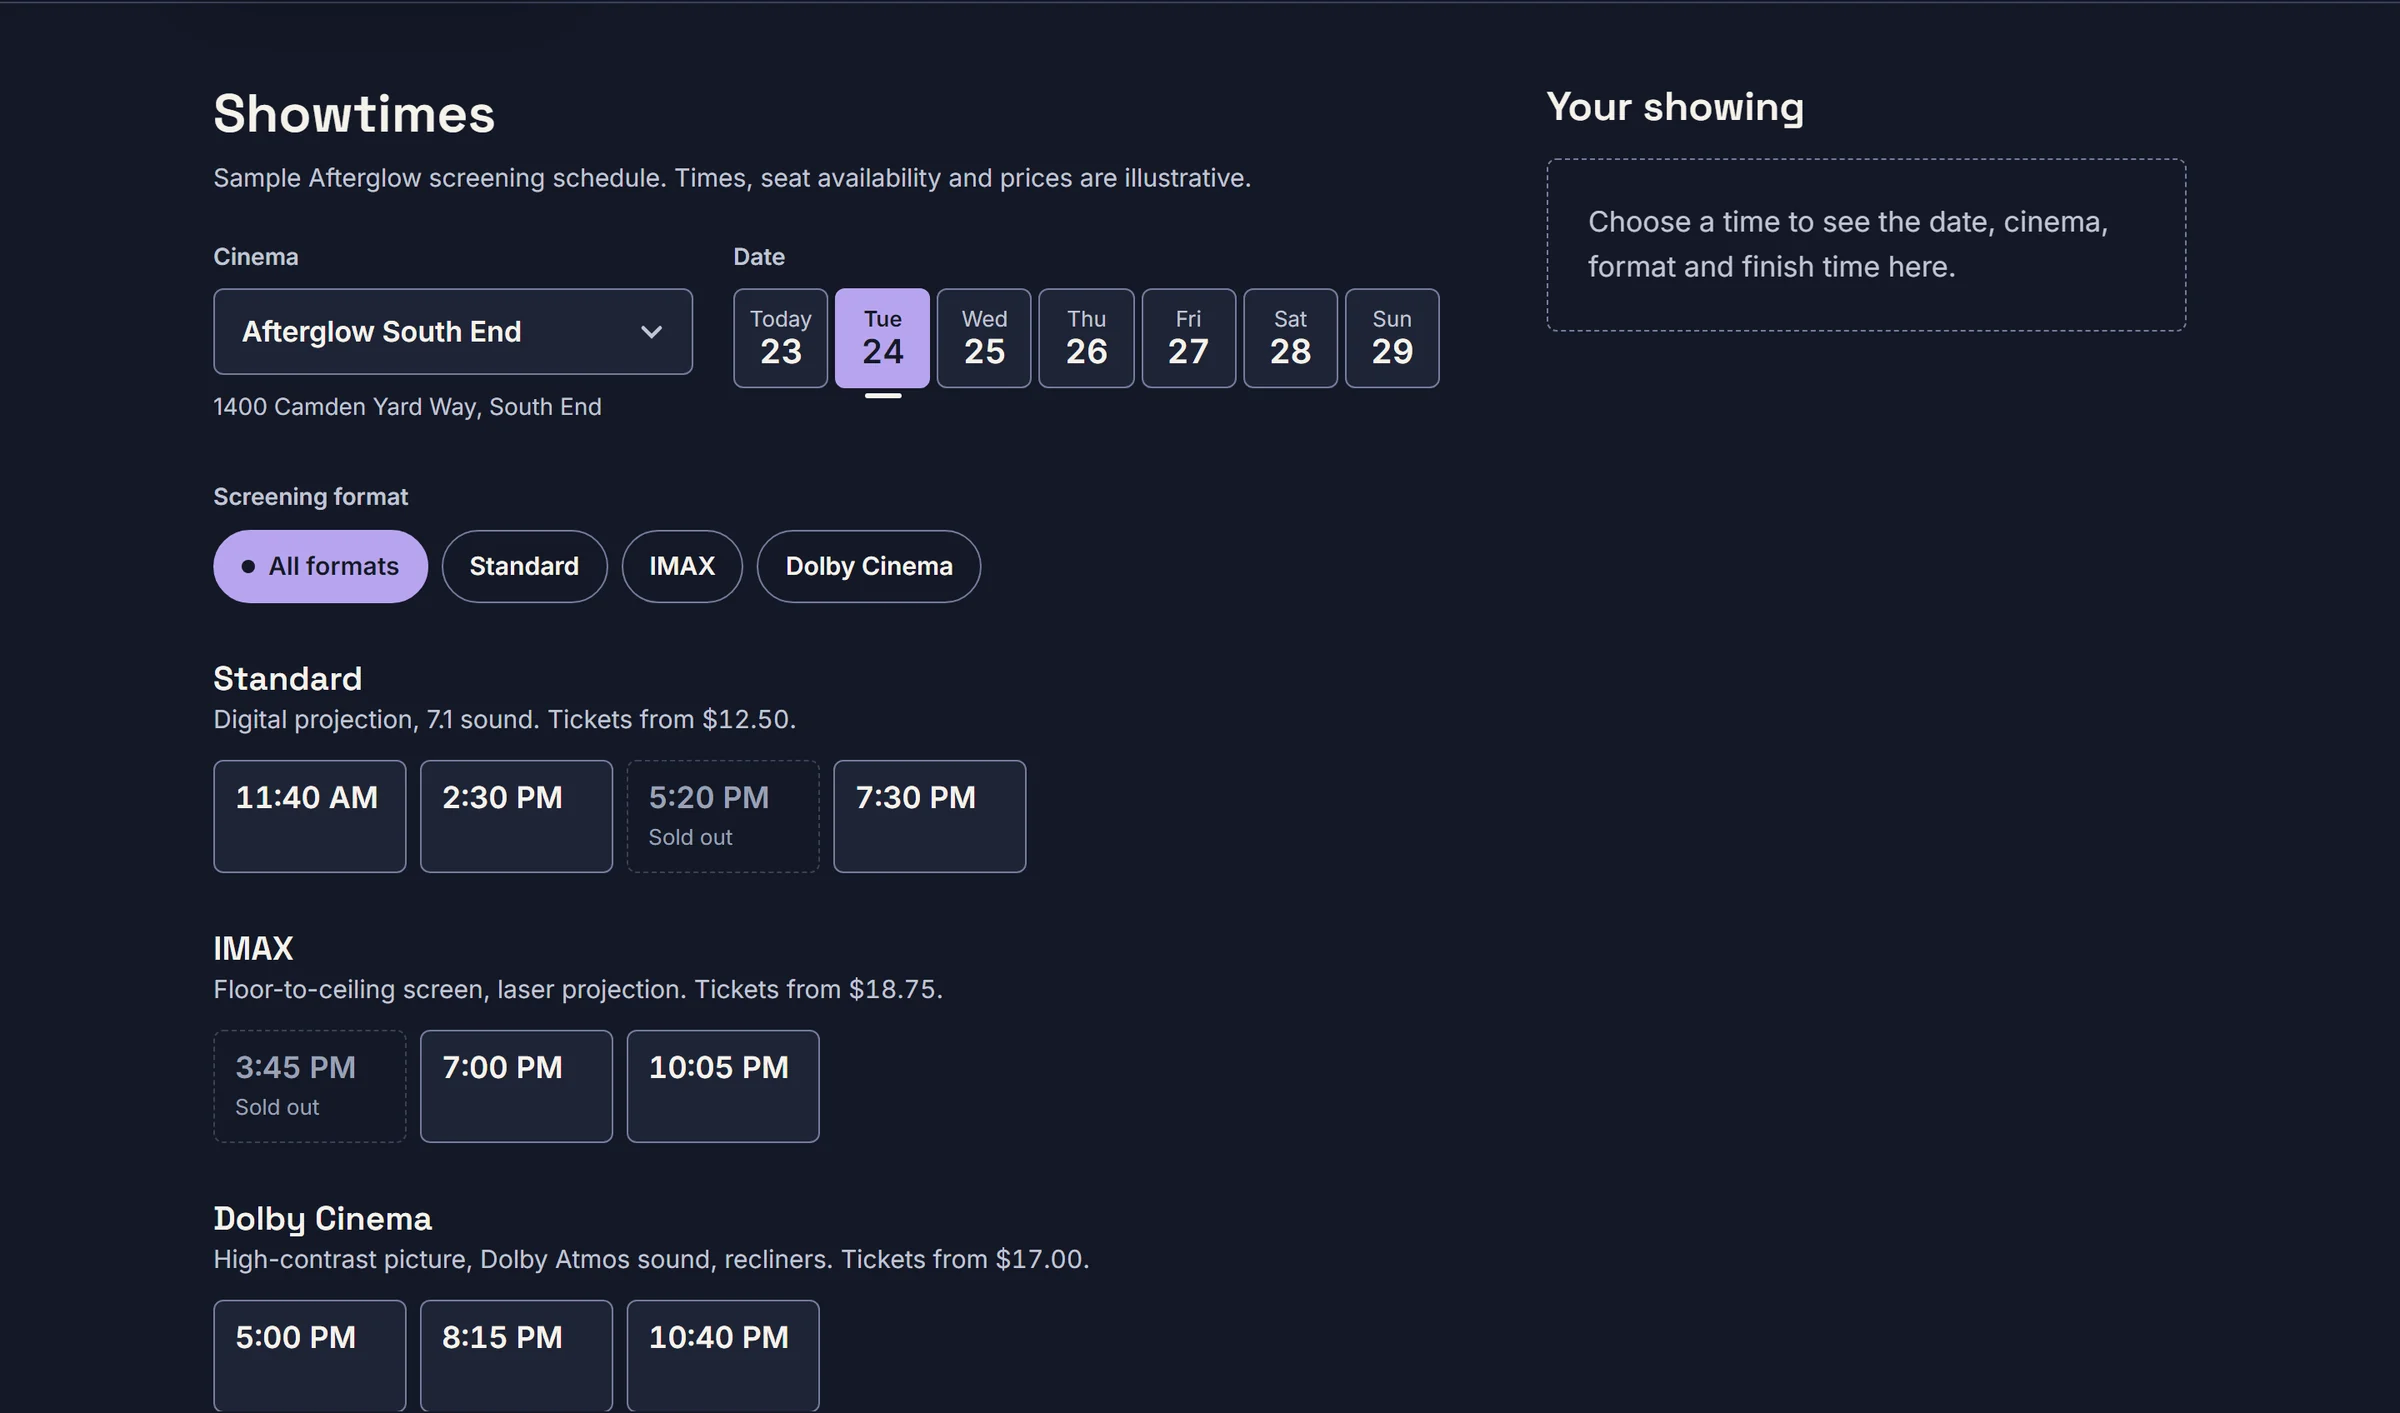 Showtimes
Sample Afterglow screening schedule. Times, seat availability and prices are illustrative.
Cinema
Afterglow South End
1400 Camden Yard Way, South End
Date
Today
23
Tue
24
Wed
25
Thu
26
Fri
27
Sat
28
Sun
29
Screening format
All formats
Standard
IMAX
Dolby Cinema
Standard
Digital projection, 7.1 sound. Tickets from $12.50.
11:40 AM
2:30 PM
5:20 PM
Sold out
7:30 PM
IMAX
Floor-to-ceiling screen, laser projection. Tickets from $18.75.
3:45 PM
Sold out
7:00 PM
10:05 PM
Dolby Cinema
High-contrast picture, Dolby Atmos sound, recliners. Tickets from $17.00.
5:00 PM
8:15 PM
10:40 PM
Your showing
Choose a time to see the date, cinema,
format and finish time here.